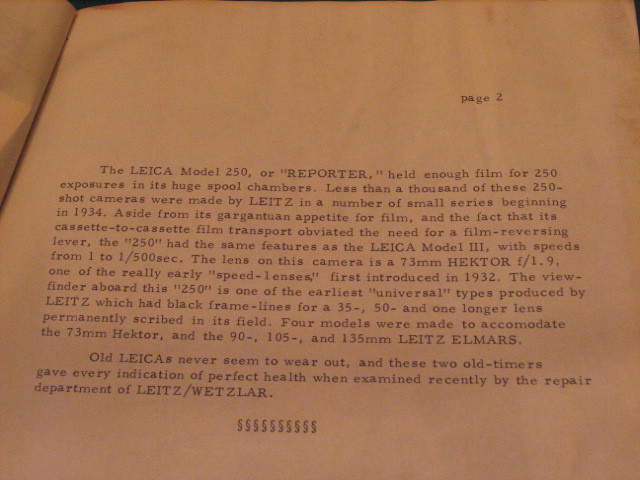 page 2
The LEICA Model 250, or "REPORTER," held enough film for 250
exposures in its huge spool chambers. Less than a thousand of these 250-
shot cameras were made by LEITZ in a number of small series beginning
in 1934. Aside from its gargantuan appetite for film, and the fact that its
cassette-to-cassette film transport obviated the need for a film-reversing
lever, the "250" had the same features as the LEICA Model III, with speeds
from 1 to 1/500sec. The lens on this camera is a 73mm HEKTOR f/1.9,
one of the really early "speed-lenses," first introduced in 1932. The view-
finder aboard this "250" is one of the earliest "universal" types produced by
LEITZ which had black frame-lines for a 35-, 50- and one longer lens
permanently scribed in its field. Four models were made to accomodate
the 73mm Hektor, and the 90-, 105-, and 135mm LEITZ ELMARS.
Old LEICAs never seem to wear out, and these two old-timers
gave every indication of perfect health when examined recently by the repair
department of LEITZ/WETZLAR.
§§§§§§§§§§